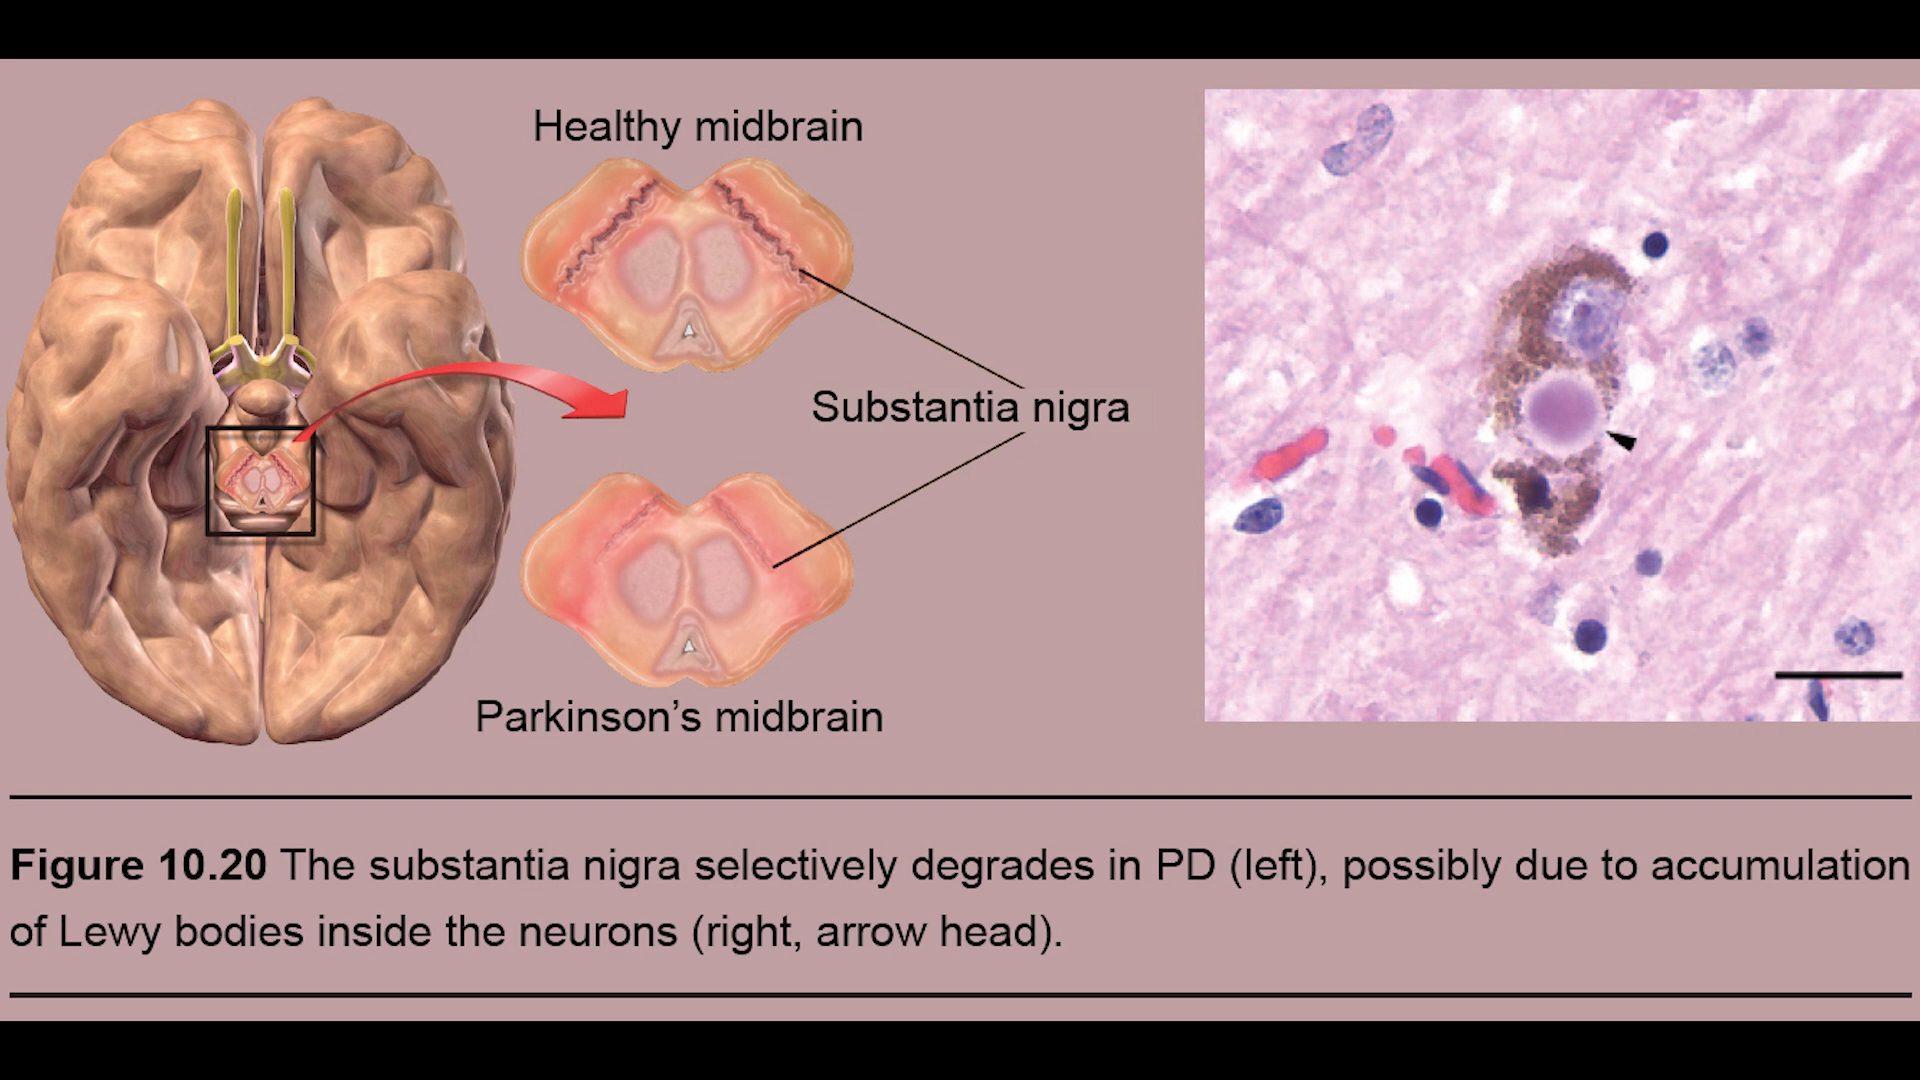 Healthy midbrain
Substantia nigra
Parkinson’s midbrain
Figure 10.20 The substantia nigra selectively degrades in PD (left), possibly due to accumulation
of Lewy bodies inside the neurons (right, arrow head).